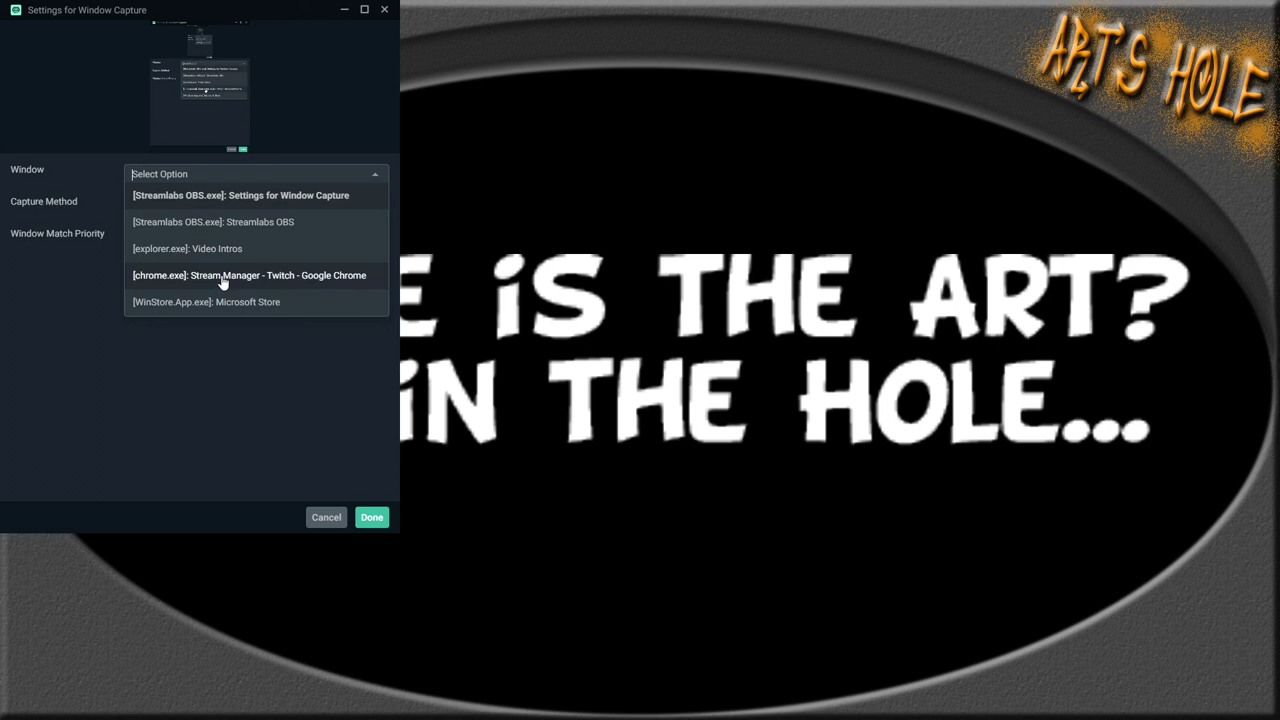 Settings for Window Capture
Window
Select Option
[Streamlabs OBS.exe]: Settings for Window Capture
Capture Method
[Streamlabs OBS.exe]: Streamlabs OBS
Window Match Priority
[explorer.exe]: Video Intros
[chrome.exe]: Stream Manager - Twitch - Google Chrome
[WinStore.App.exe]: Microsoft Store
Cancel
Done
ART'S HOLE
E iS THE ART?
iN THE HOLE...